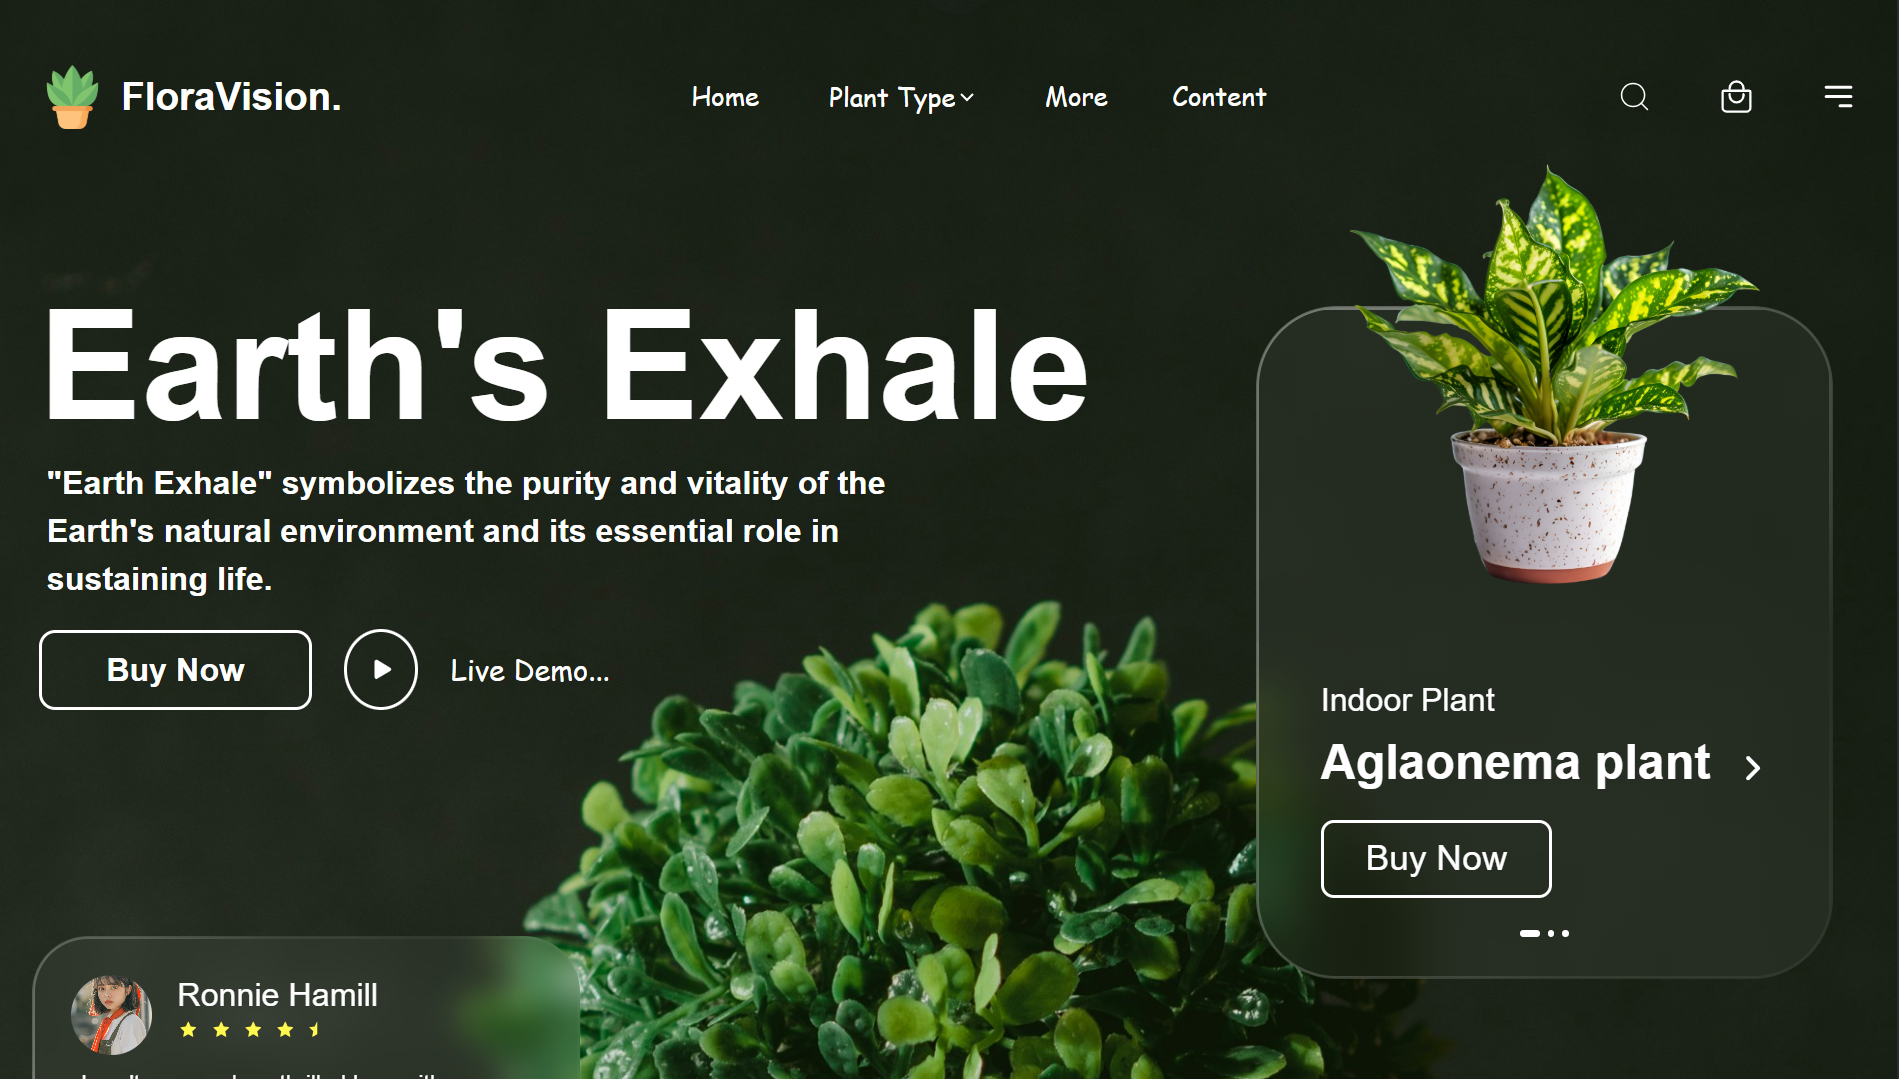 FloraVision.
Home
Plant Type
More
Content
Earth's Exhale
"Earth Exhale" symbolizes the purity and vitality of the
Earth's natural environment and its essential role in
sustaining life.
Buy Now
Live Demo...
Indoor Plant
Aglaonema plant
Buy Now
Ronnie Hamill